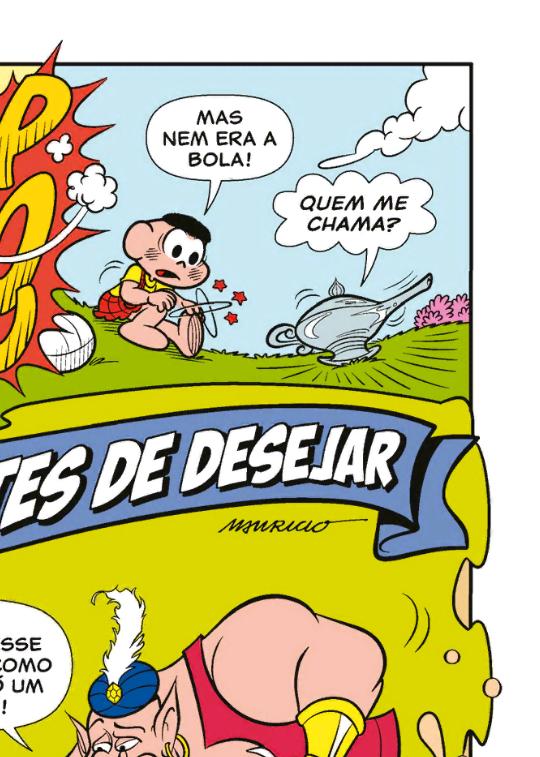 MAS
NEM ERA A
BOLA!
QUEM ME
CHAMA?
TES DE DESEJAR
MAURICIO
SSE
COMO
Ó UM
!